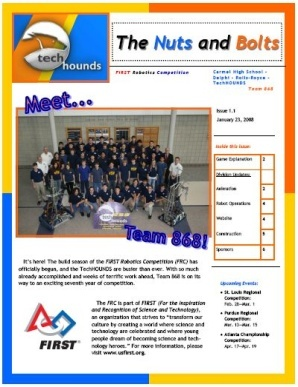 tech
hounds
The Nuts and Bolts
FIRST Robotics Competition
Carmel High School -
Delphi - Rolls-Royce -
TechHOUNDS
Team 868
Meet...
Team 868!
Issue 1.1
January 25, 2008
Inside this issue:
Game Explanation 2
Division Updates:
Animation 3
Robot Operations 4
Website 4
Construction 5
Sponsors 6
It's here! The build season of the FIRST Robotics Competition (FRC) has
officially begun, and the TechHOUNDS are busier than ever. With so much
already accomplished and weeks of terrific work ahead, Team 868 is on its
way to an exciting seventh year of competition.
The FRC is part of FIRST (For the Inspiration
and Recognition of Science and Technology),
an organization that strives to "transform our
culture by creating a world where science and
technology are celebrated and where young
people dream of becoming science and tech-
nology heroes." For more information, please
visit www.usfirst.org.
FIRST
Upcoming Events:
St. Louis Regional
Competition:
Feb. 28—Mar. 1
Purdue Regional
Competition:
Mar. 13—Mar. 15
Atlanta Championship
Competition:
Apr. 17—Apr. 19